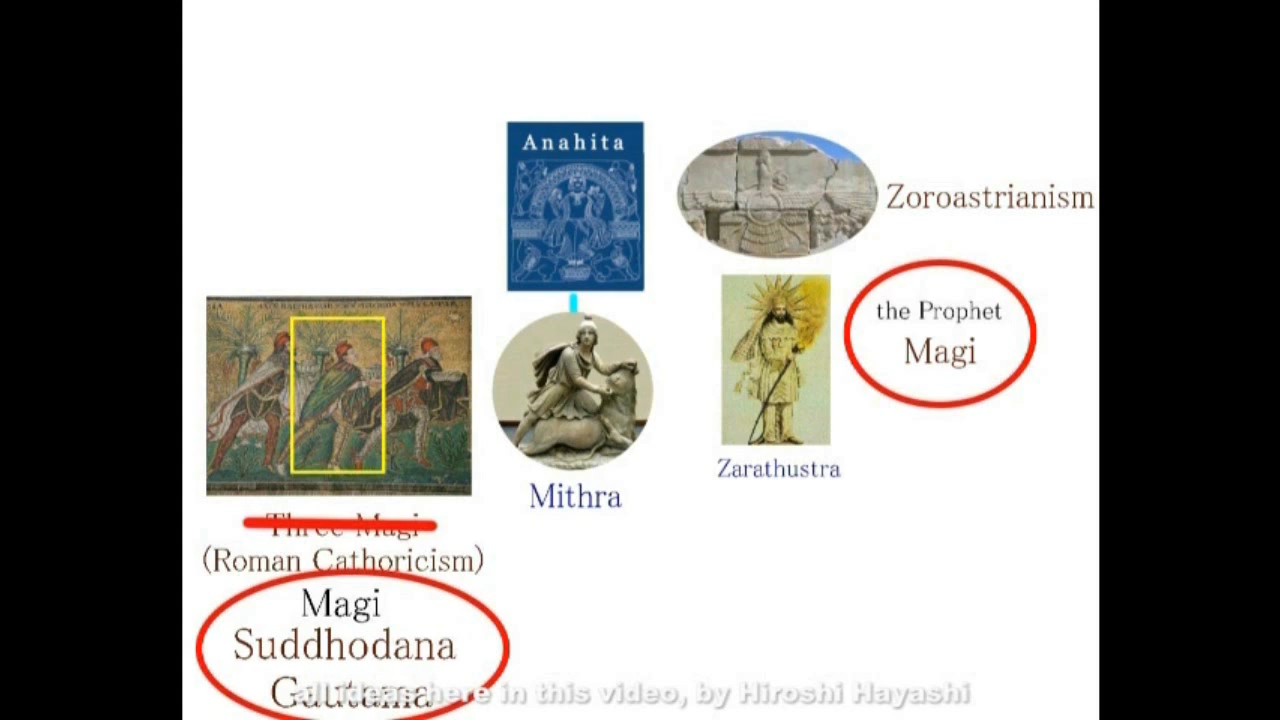 Anahita
Zoroastrianism
the Prophet
Magi
Zarathustra
Mithra
Three Magi
(Roman Cathoricism)
Magi
Suddhodana
Gautama
all ideas here in this video, by Hiroshi Hayashi